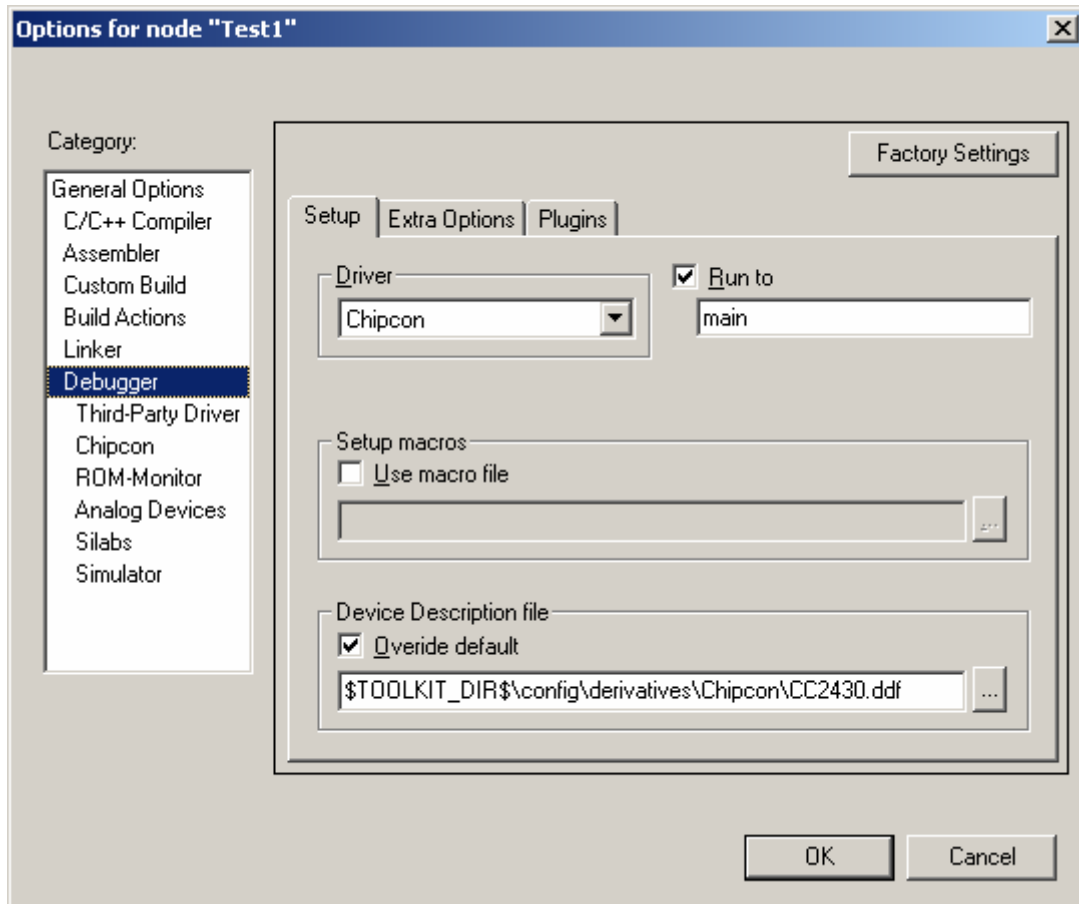 Options for node "Test1"
Category:
General Options
C/C++ Compiler
Assembler
Custom Build
Build Actions
Linker
Debugger
Third-Party Driver
Chipcon
ROM-Monitor
Analog Devices
Silabs
Simulator
Factory Settings
Setup Extra Options Plugins
Driver
Chipcon
Run to
main
Setup macros
Use macro file
...
Device Description file
Overide default
$TOOLKIT_DIR$\config\derivatives\Chipcon\CC2430.ddf ...
OK Cancel